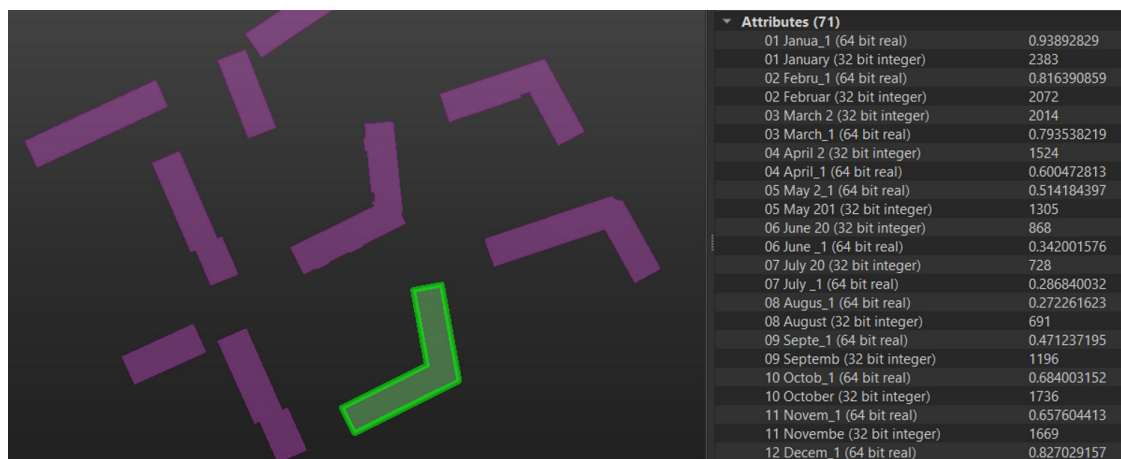 Attributes (71)
01 Janua_1 (64 bit real) 0.93892829
01 January (32 bit integer) 2383
02 Febru_1 (64 bit real) 0.816390859
02 Februar (32 bit integer) 2072
03 March 2 (32 bit integer) 2014
03 March_1 (64 bit real) 0.793538219
04 April 2 (32 bit integer) 1524
04 April_1 (64 bit real) 0.600472813
05 May 2_1 (64 bit real) 0.514184397
05 May 201 (32 bit integer) 1305
06 June 20 (32 bit integer) 868
06 June _1 (64 bit real) 0.342001576
07 July 20 (32 bit integer) 728
07 July _1 (64 bit real) 0.286840032
08 Augus_1 (64 bit real) 0.272261623
08 August (32 bit integer) 691
09 Septe_1 (64 bit real) 0.471237195
09 Septemb (32 bit integer) 1196
10 Octob_1 (64 bit real) 0.684003152
10 October (32 bit integer) 1736
11 Novem_1 (64 bit real) 0.657604413
11 Novembe (32 bit integer) 1669
12 Decem_1 (64 bit real) 0.827029157